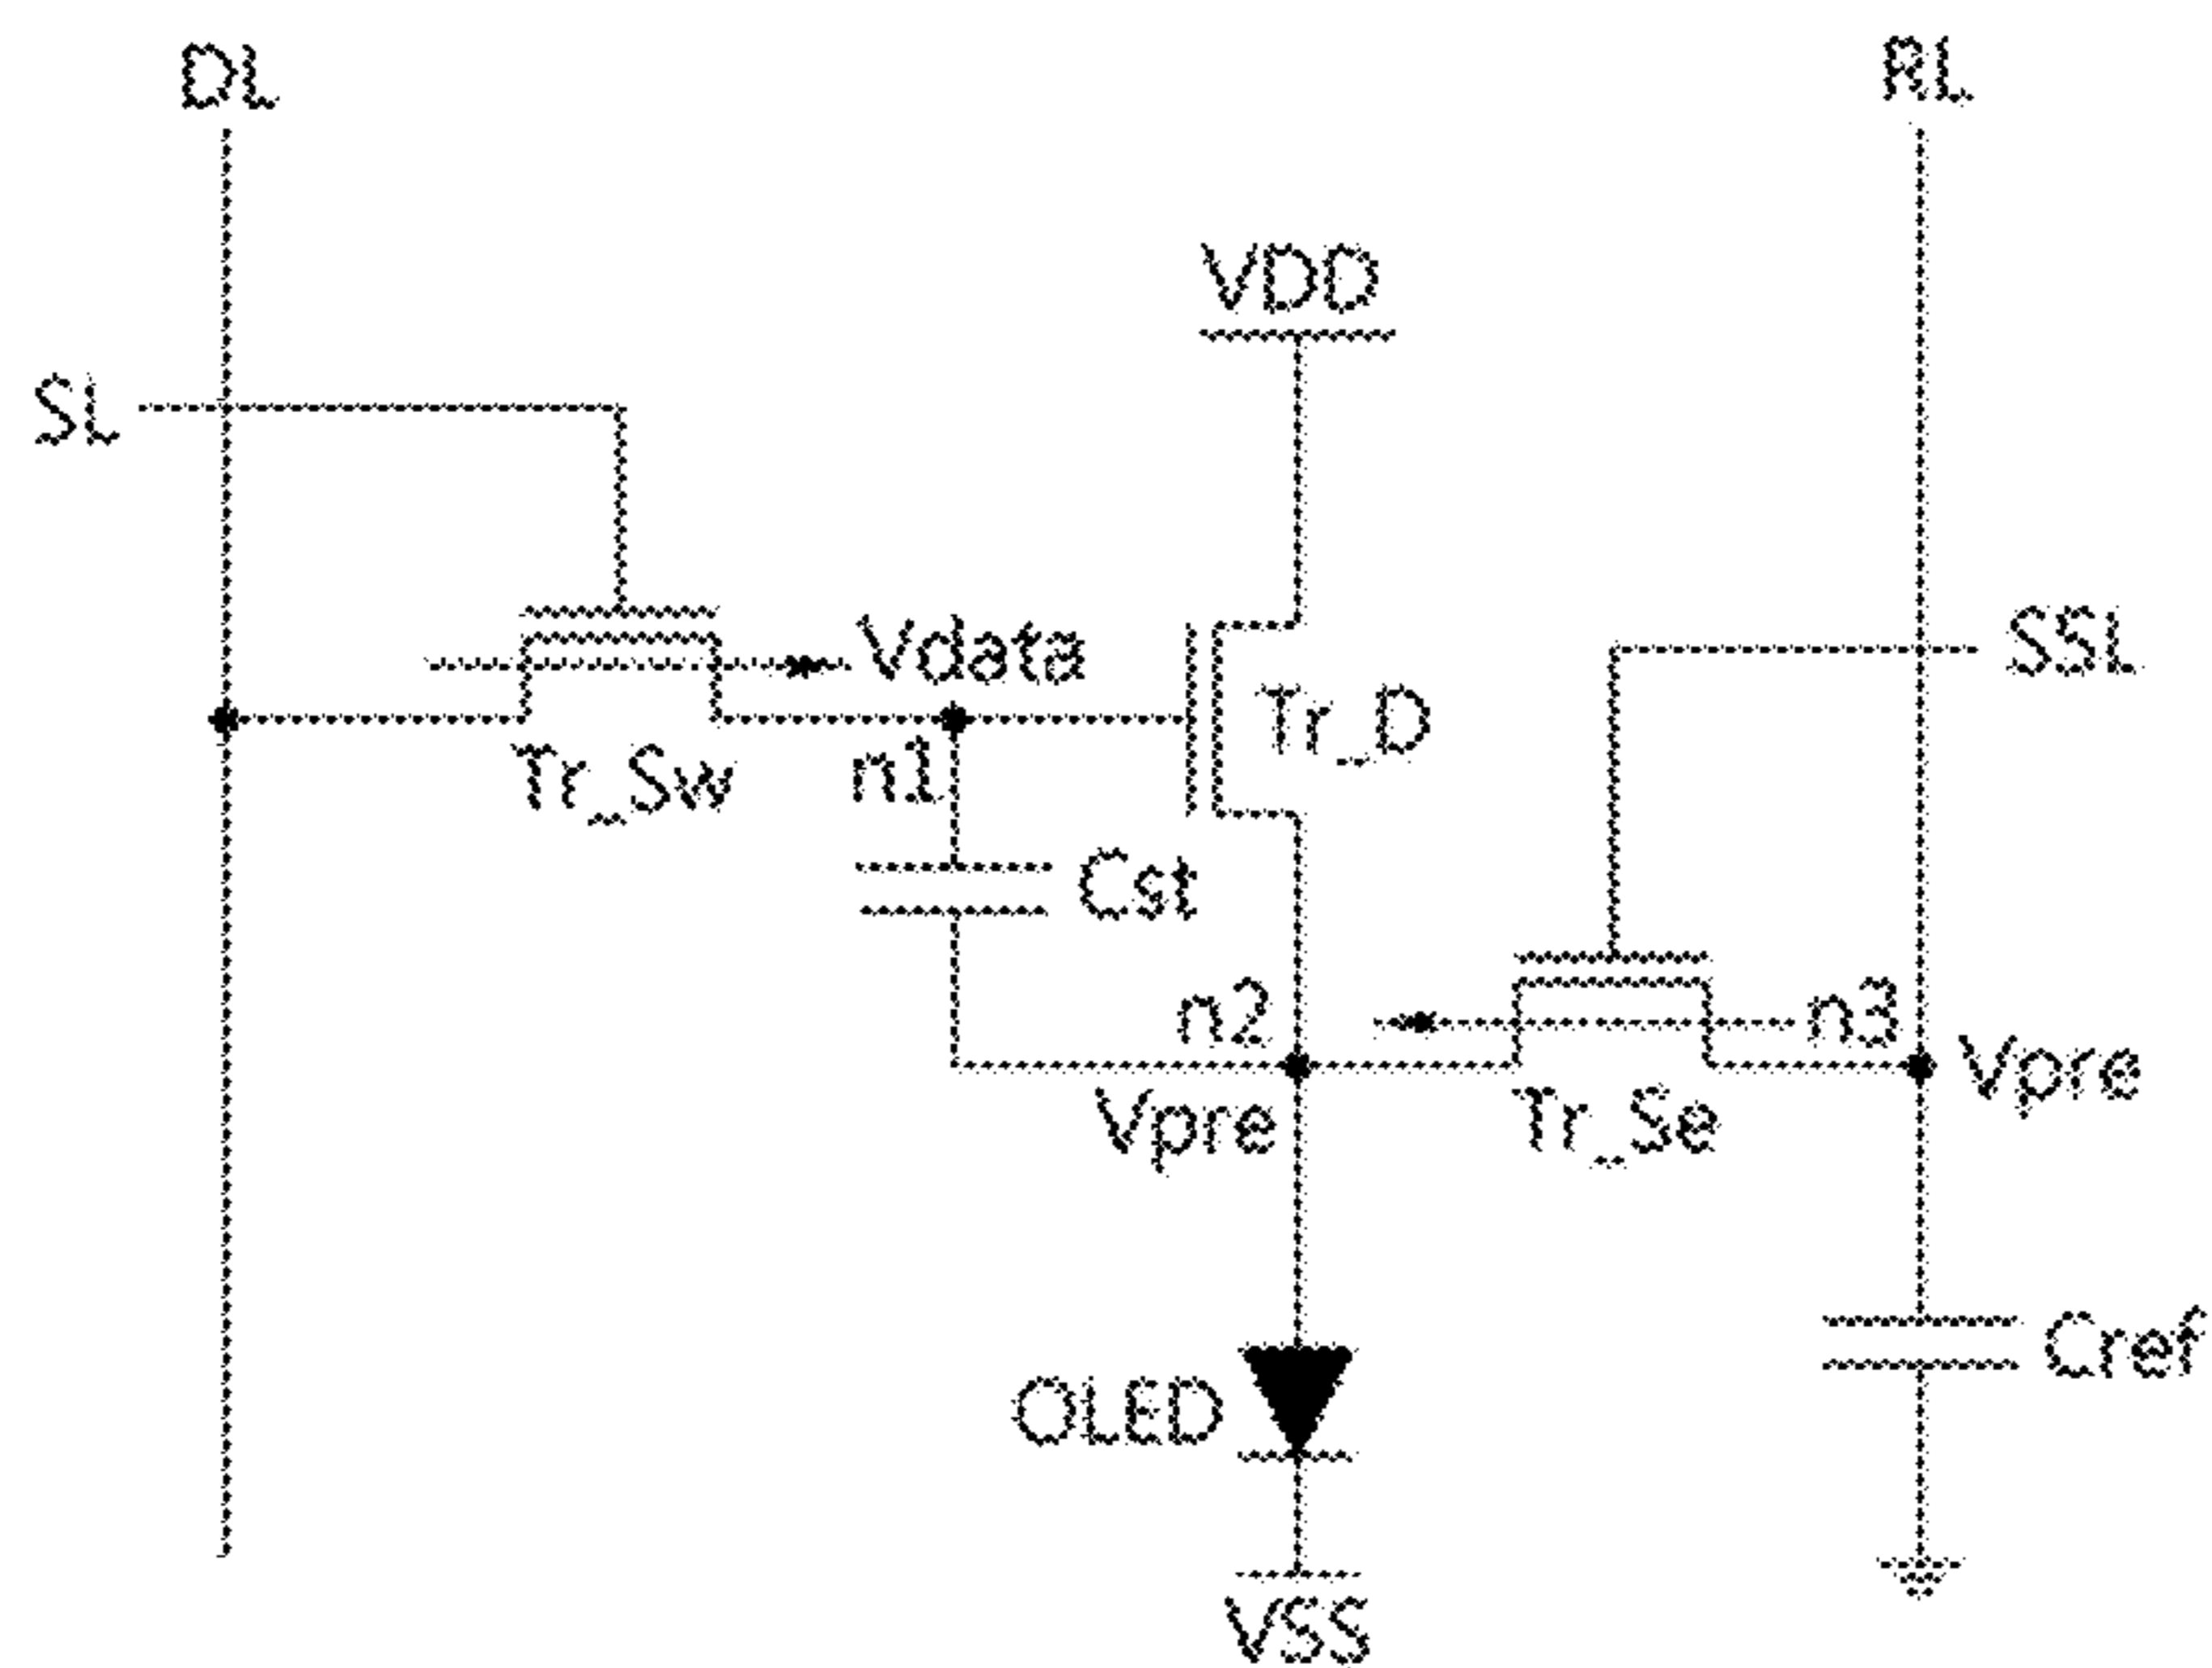 DL
RL
VDD
SL
Vdata
SSL
Tr_D
Tr_Sw
n1
Cst
n2
n3
Vpre
Vpre
Tr_Se
Cref
OLED
VSS